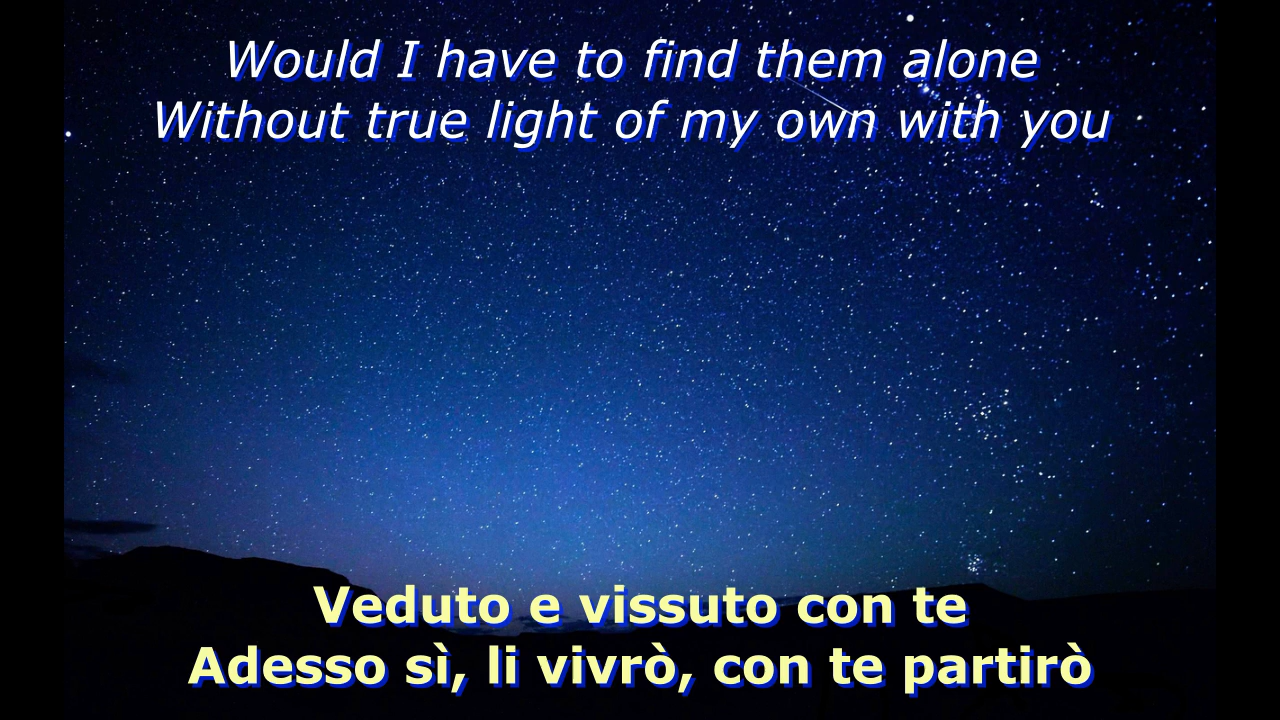 Would I have to find them alone
Without true light of my own with you
Veduto e vissuto con te
Adesso sì, li vivrò, con te partirò